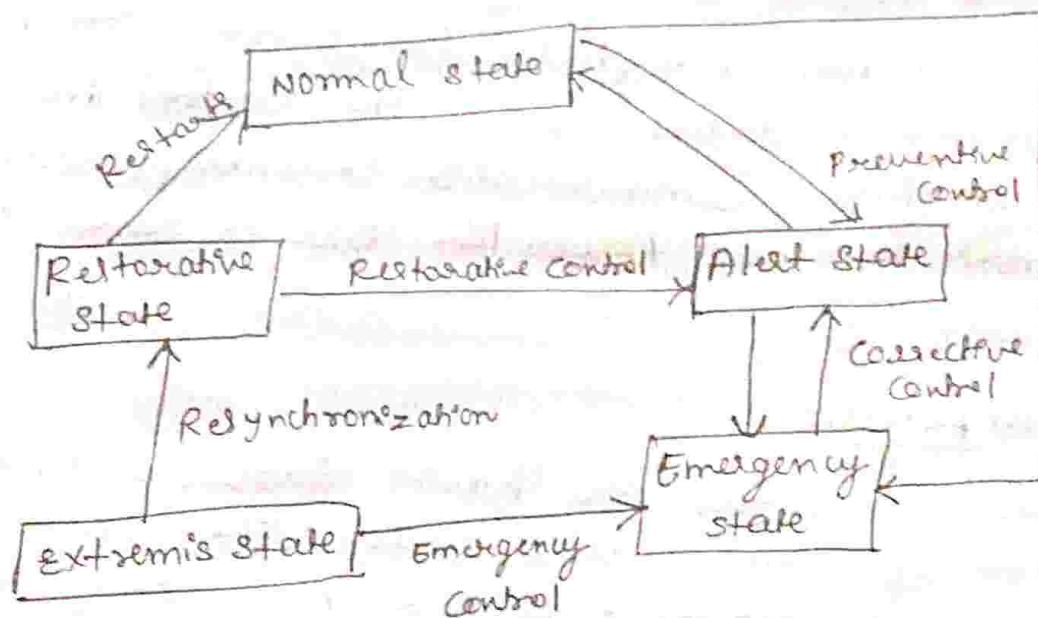 Normal state
Restorative
Preventive
Control
Restorative
state
Restorative Control
Alert state
Corrective
Control
Resynchronization
Emergency
state
Extremis state
Emergency
Control